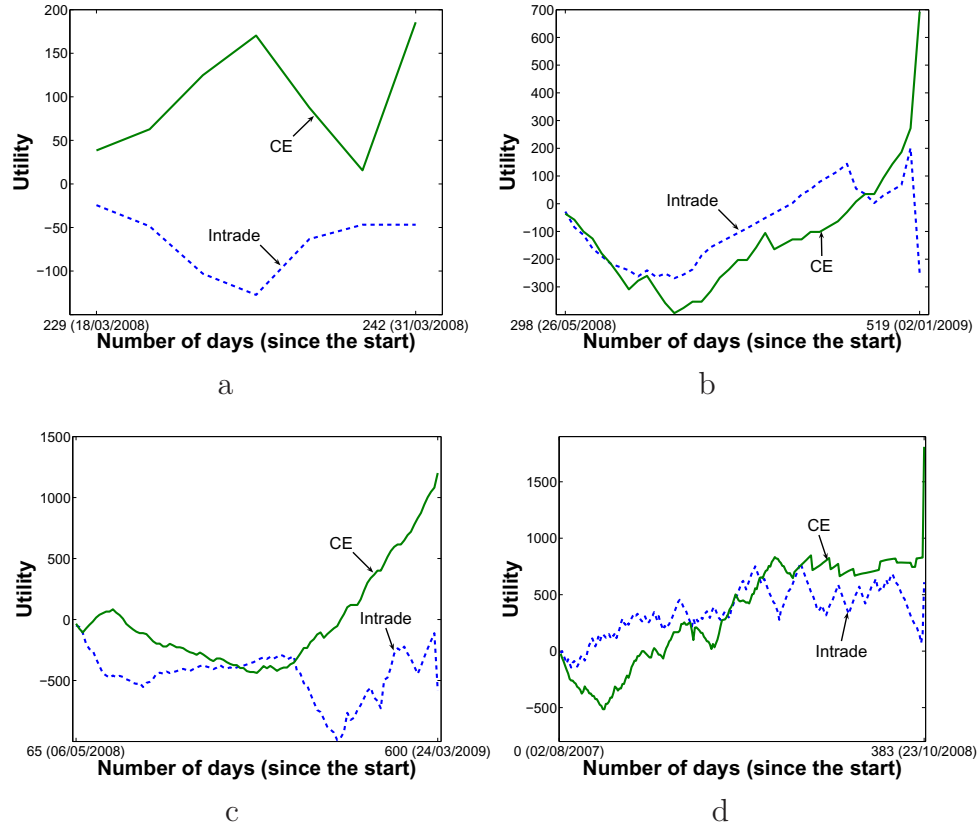 200
150
100
50
0
−50
−100
Utility
CE
Intrade
229 (18/03/2008)
242 (31/03/2008)
Number of days (since the start)
a
700
600
500
400
300
200
100
0
−100
−200
−300
Utility
Intrade
CE
298 (26/05/2008)
519 (02/01/2009)
Number of days (since the start)
b
1500
1000
500
0
−500
Utility
CE
Intrade
65 (06/05/2008)
600 (24/03/2009)
Number of days (since the start)
c
1500
1000
500
0
−500
Utility
CE
Intrade
0 (02/08/2007)
383 (23/10/2008)
Number of days (since the start)
d